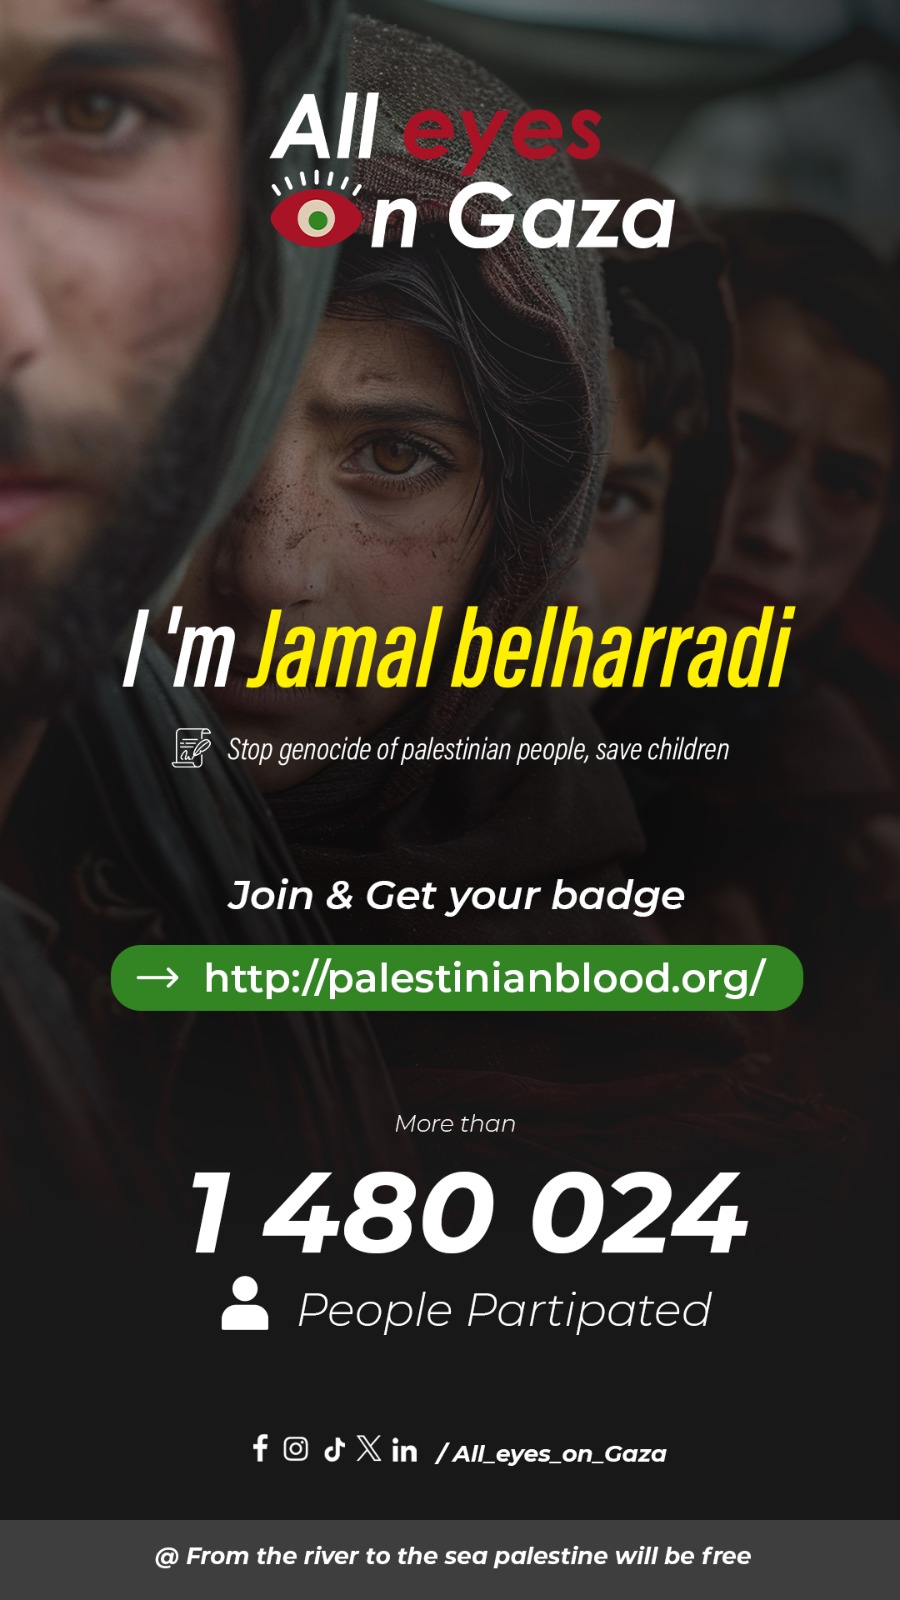 All eyes
On Gaza
I 'm Jamal belharradi
Stop genocide of palestinian people, save children
Join & Get your badge
http://palestinianblood.org/
More than
1 480 024
People Partipated
/ All_eyes_on_Gaza
@ From the river to the sea palestine will be free